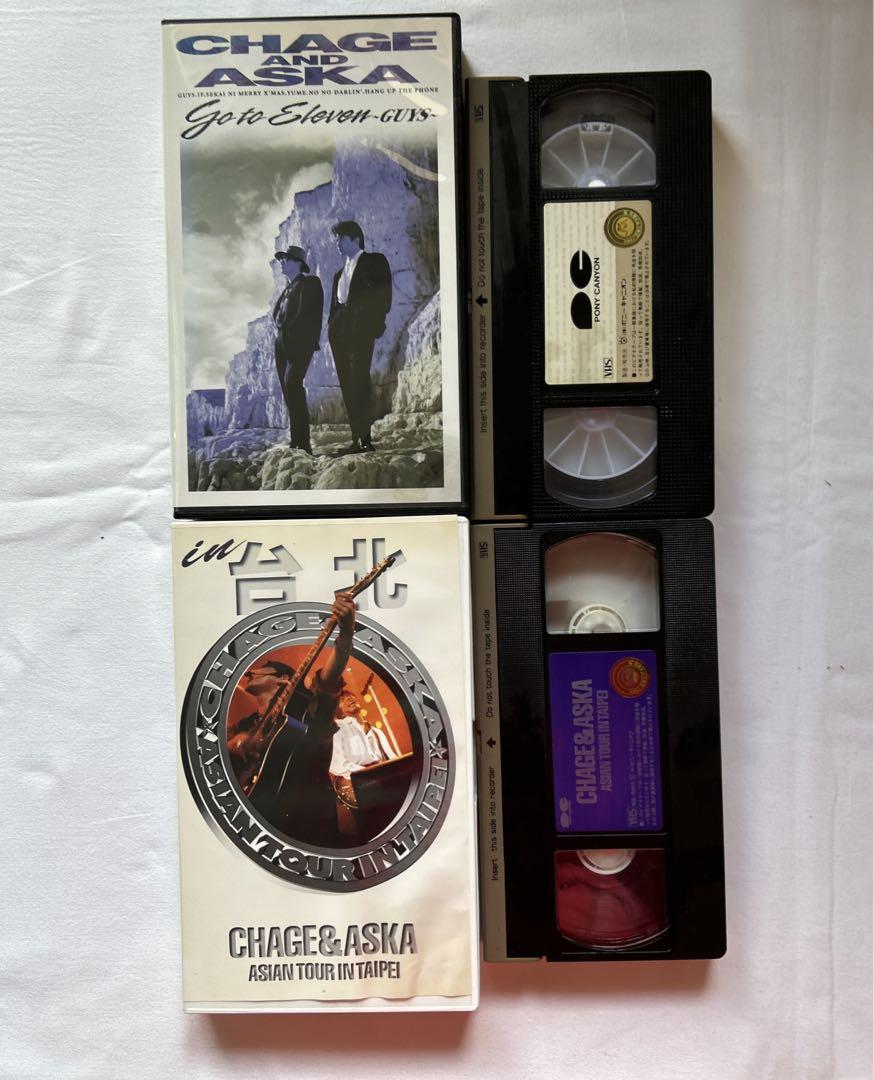 CHAGE
AND
ASKA
GUYS.IF.SEKAI NI MERRY X'MAS.YUME.NO NO DARLIN'.HANG UP THE PHONE
Go to Eleven ~GUYS~
VHS
Insert this side into recorder
Do not touch the tape inside
PONY CANYON
VHS
in 台北
CHAGE&ASKA
ASIAN TOUR IN TAIPEI
CHAGE&ASKA
ASIAN TOUR IN TAIPEI
VHS
Insert this side into recorder
Do not touch the tape inside
CHAGE&ASKA
ASIAN TOUR IN TAIPEI
VHS